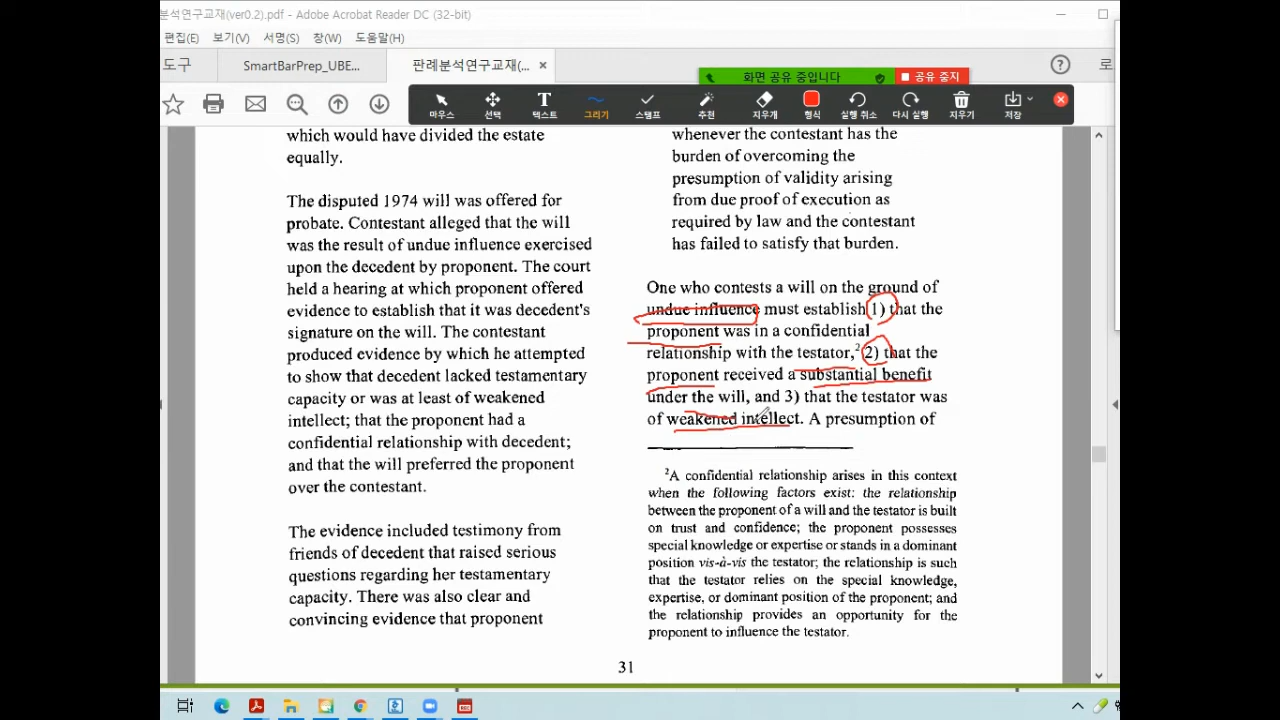 분석연구교재(ver0.2).pdf - Adobe Acrobat Reader DC (32-bit)
편집(E) 보기(V) 서명(S) 창(W) 도움말(H)
도구 SmartBarPrep_UBE... 판례분석연구교재(... × 로
화면 공유 중입니다 공유 중지
마우스 선택 텍스트 그리기 스탬프 추천 지우개 형식 실행 취소 다시 실행 지우기 저장
which would have divided the estate
equally.
The disputed 1974 will was offered for
probate. Contestant alleged that the will
was the result of undue influence exercised
upon the decedent by proponent. The court
held a hearing at which proponent offered
evidence to establish that it was decedent's
signature on the will. The contestant
produced evidence by which he attempted
to show that decedent lacked testamentary
capacity or was at least of weakened
intellect; that the proponent had a
confidential relationship with decedent;
and that the will preferred the proponent
over the contestant.
The evidence included testimony from
friends of decedent that raised serious
questions regarding her testamentary
capacity. There was also clear and
convincing evidence that proponent
whenever the contestant has the
burden of overcoming the
presumption of validity arising
from due proof of execution as
required by law and the contestant
has failed to satisfy that burden.
One who contests a will on the ground of
undue influence must establish 1) that the
proponent was in a confidential
relationship with the testator,2 2) that the
proponent received a substantial benefit
under the will, and 3) that the testator was
of weakened intellect. A presumption of
2A confidential relationship arises in this context
when the following factors exist: the relationship
between the proponent of a will and the testator is built
on trust and confidence; the proponent possesses
special knowledge or expertise or stands in a dominant
position vis-à-vis the testator; the relationship is such
that the testator relies on the special knowledge,
expertise, or dominant position of the proponent; and
the relationship provides an opportunity for the
proponent to influence the testator.
31